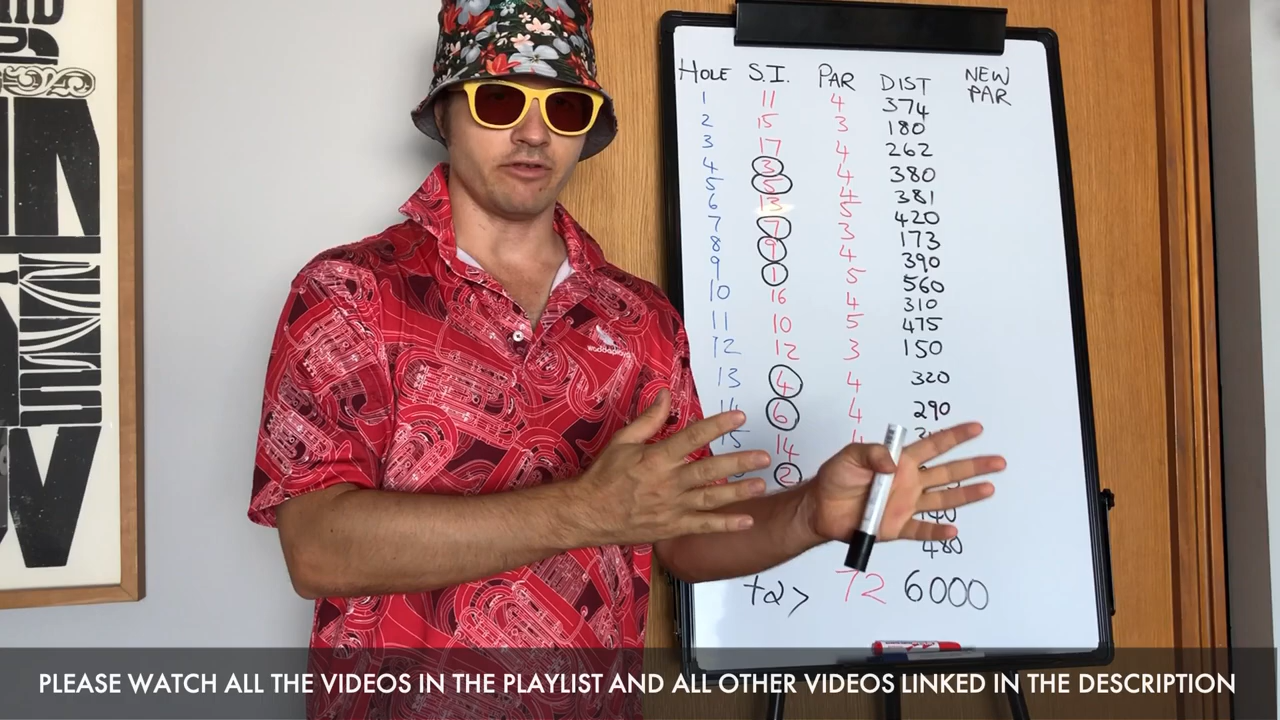 HOLE S.I. PAR DIST NEW PAR
1 11 4 374
2 15 3 180
3 17 4 262
4 3 4 380
5 5 4 381
6 13 5 420
7 7 3 173
8 9 4 390
9 1 5 560
10 16 4 310
11 10 5 475
12 12 3 150
13 4 4 320
14 6 4 290
15 14 4
2
140
480
72 6000
PLEASE WATCH ALL THE VIDEOS IN THE PLAYLIST AND ALL OTHER VIDEOS LINKED IN THE DESCRIPTION